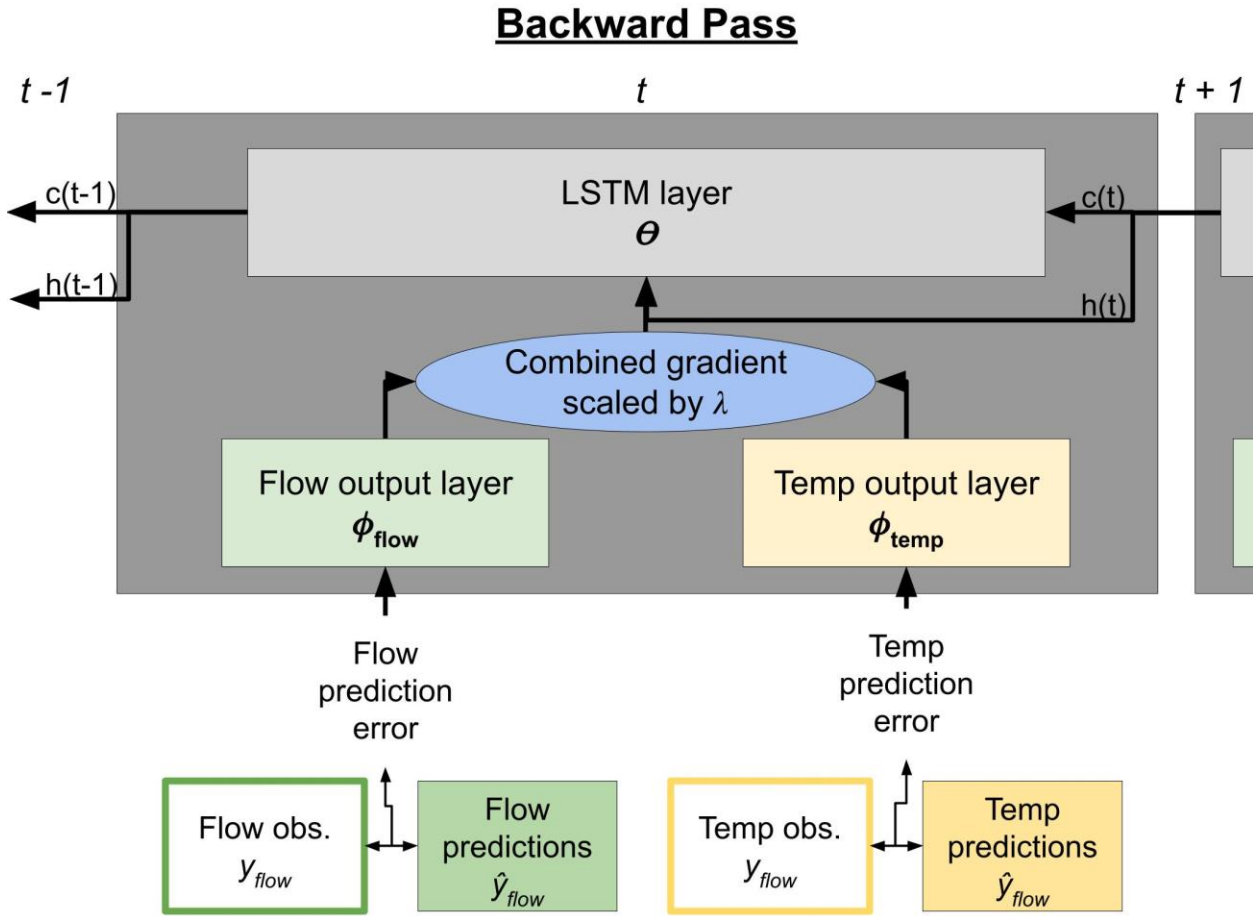 Backward Pass
t -1
t
t + 1
c(t-1)
LSTM layer
c(t)
θ
h(t-1)
h(t)
Combined gradient
scaled by λ
Flow output layer
ϕflow
Temp output layer
ϕtemp
Flow
prediction
error
Temp
prediction
error
Flow obs.
yflow
Flow
predictions
ŷflow
Temp obs.
yflow
Temp
predictions
ŷflow